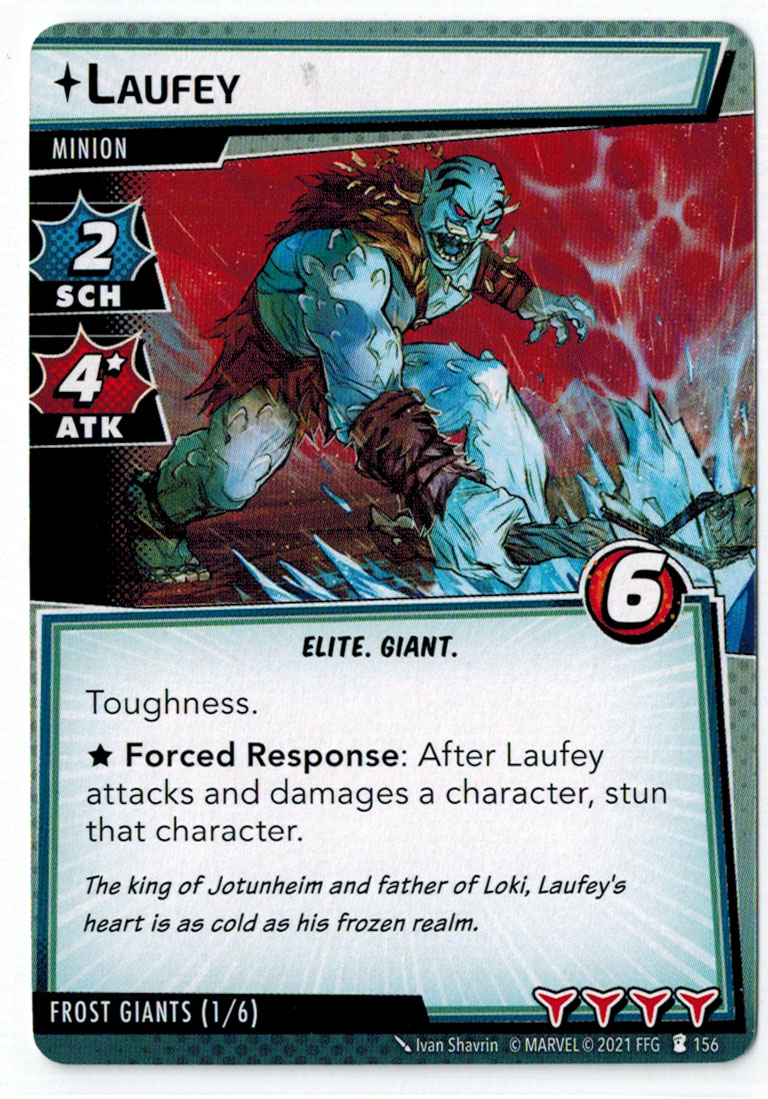 LAUFEY
MINION
2
SCH
4
ATK
6
ELITE. GIANT.
Toughness.
★ Forced Response: After Laufey
attacks and damages a character, stun
that character.
The king of Jotunheim and father of Loki, Laufey's
heart is as cold as his frozen realm.
FROST GIANTS (1/6)
Ivan Shavrin © MARVEL © 2021 FFG 156